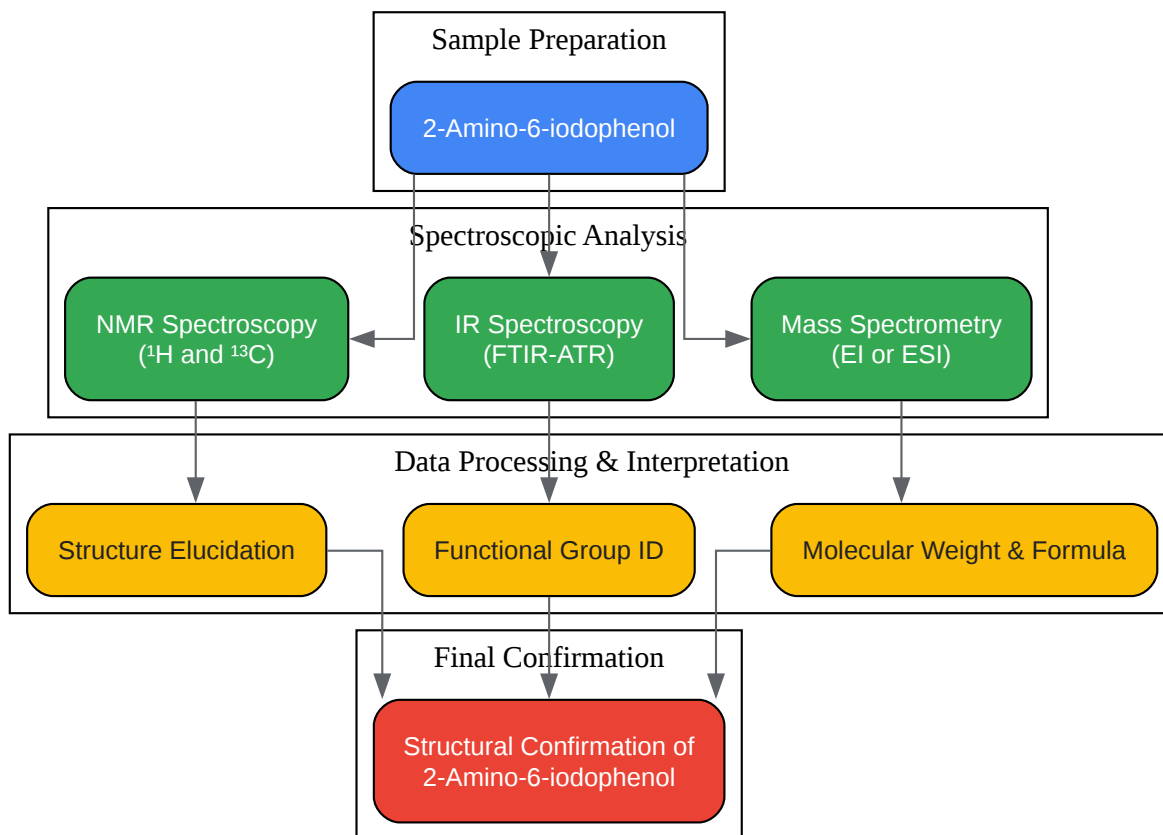 Sample Preparation
2-Amino-6-iodophenol
Spectroscopic Analysis
NMR Spectroscopy
(¹H and ¹³C)
IR Spectroscopy
(FTIR-ATR)
Mass Spectrometry
(EI or ESI)
Data Processing & Interpretation
Structure Elucidation
Functional Group ID
Molecular Weight & Formula
Final Confirmation
Structural Confirmation of
2-Amino-6-iodophenol